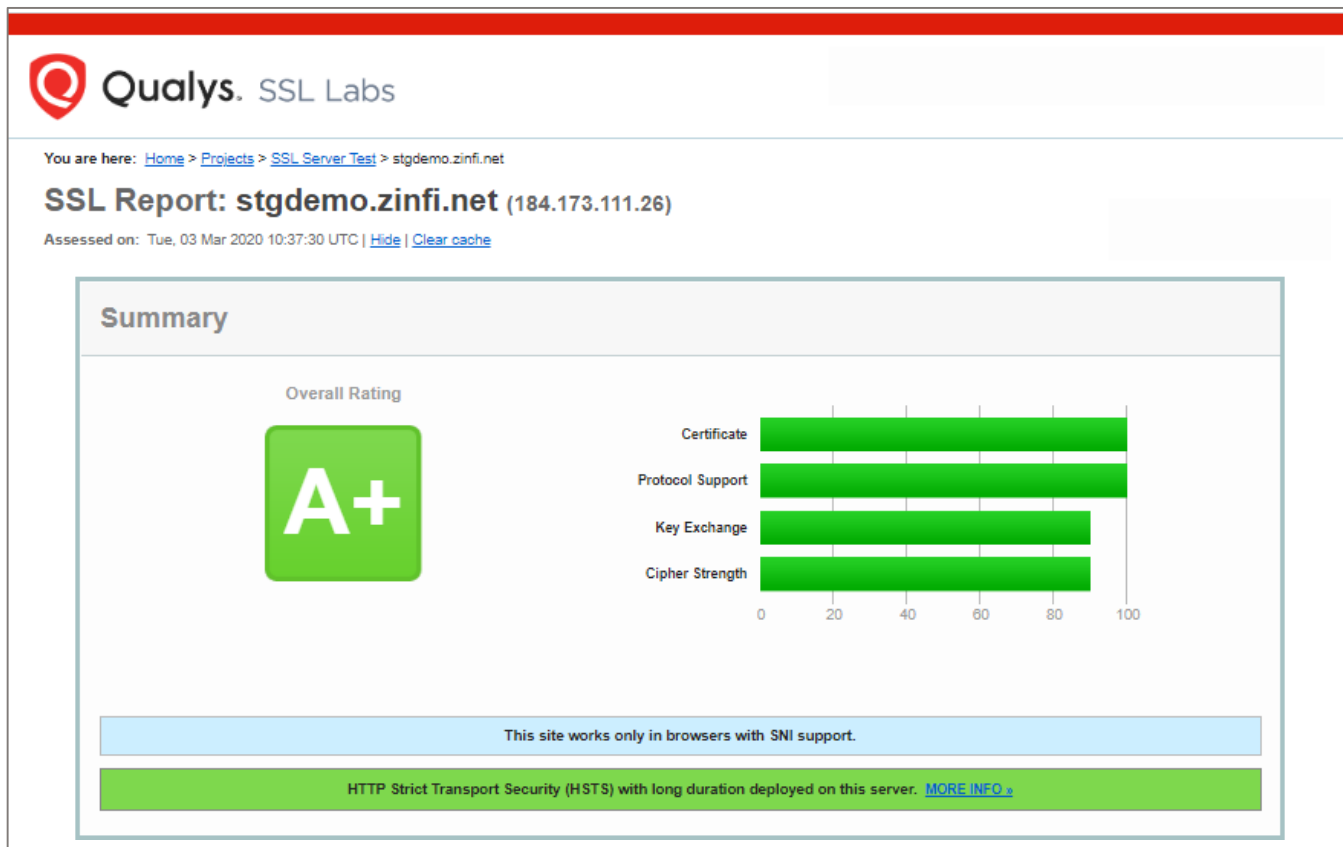 Qualys. SSL Labs
You are here: Home > Projects > SSL Server Test > stgdemo.zinfi.net
SSL Report: stgdemo.zinfi.net (184.173.111.26)
Assessed on: Tue, 03 Mar 2020 10:37:30 UTC | Hide | Clear cache
Summary
Overall Rating
A+
Certificate
Protocol Support
Key Exchange
Cipher Strength
0 20 40 60 80 100
This site works only in browsers with SNI support.
HTTP Strict Transport Security (HSTS) with long duration deployed on this server. MORE INFO »